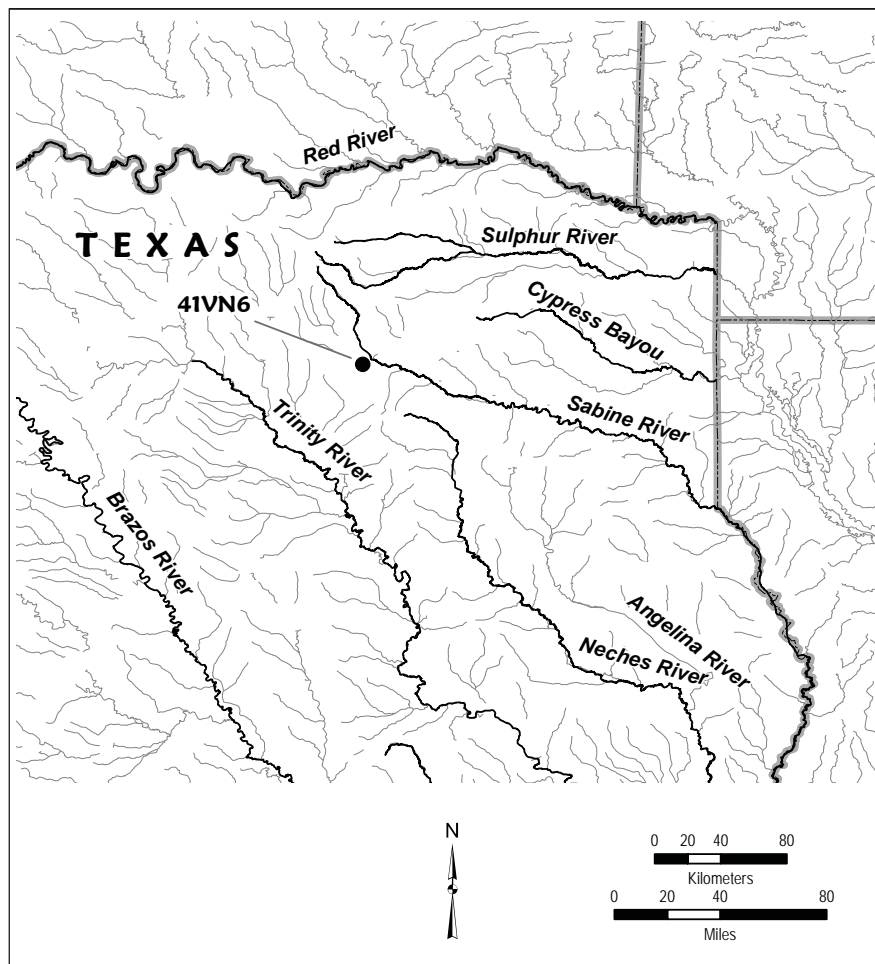 Red River
TEXAS
Sulphur River
41VN6
Cypress Bayou
Sabine River
Trinity River
Brazos River
Angelina River
Neches River
N
0 20 40 80
Kilometers
0 20 40 80
Miles